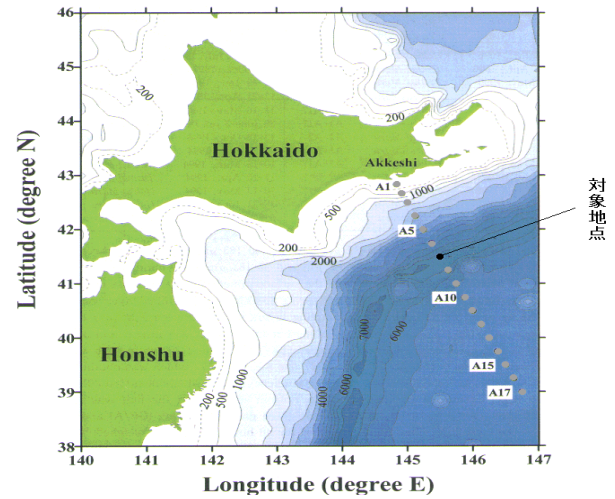 46
45
44
43
42
41
40
39
38
140
141
142
143
144
145
146
147
Latitude (degree N)
Longitude (degree E)
200
200
Hokkaido
Akkeshi
A1
1000
500
A5
200
2000
対象地点
A10
7000
6000
Honshu
A15
A17
200
500
1000
4000
6000